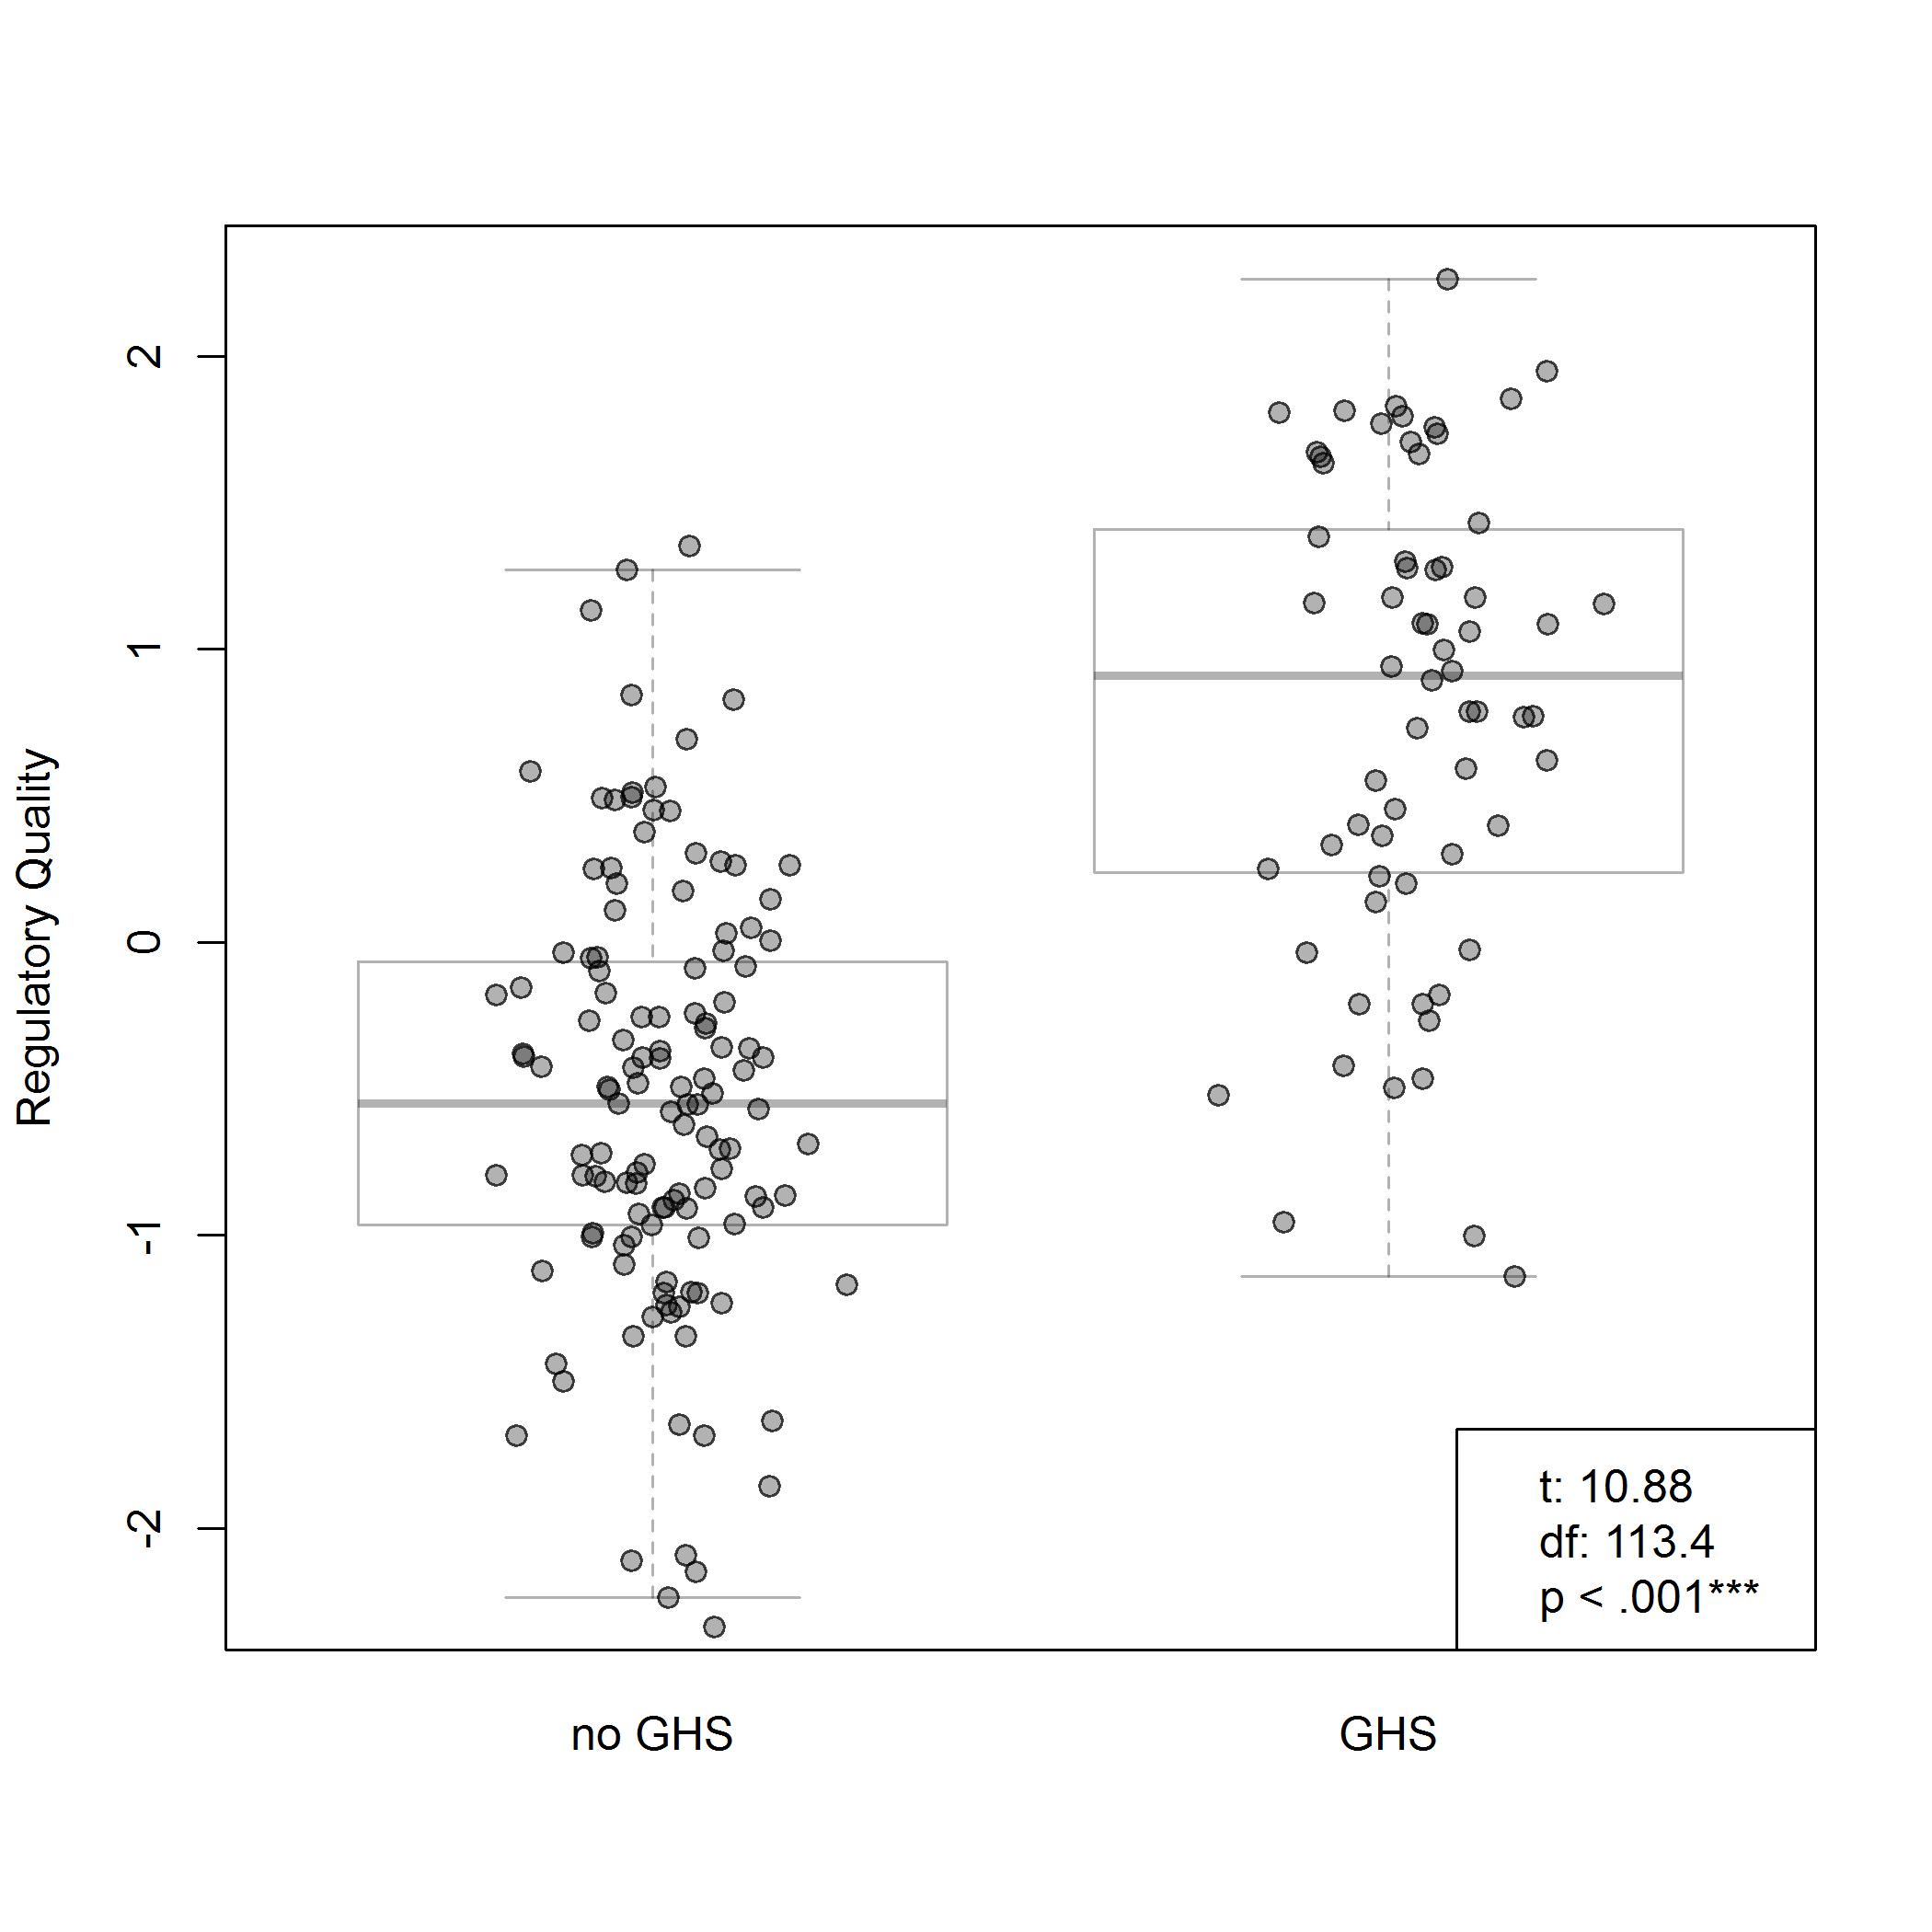 Regulatory Quality
2
1
0
-1
-2
no GHS
GHS
t: 10.88
df: 113.4
p < .001***